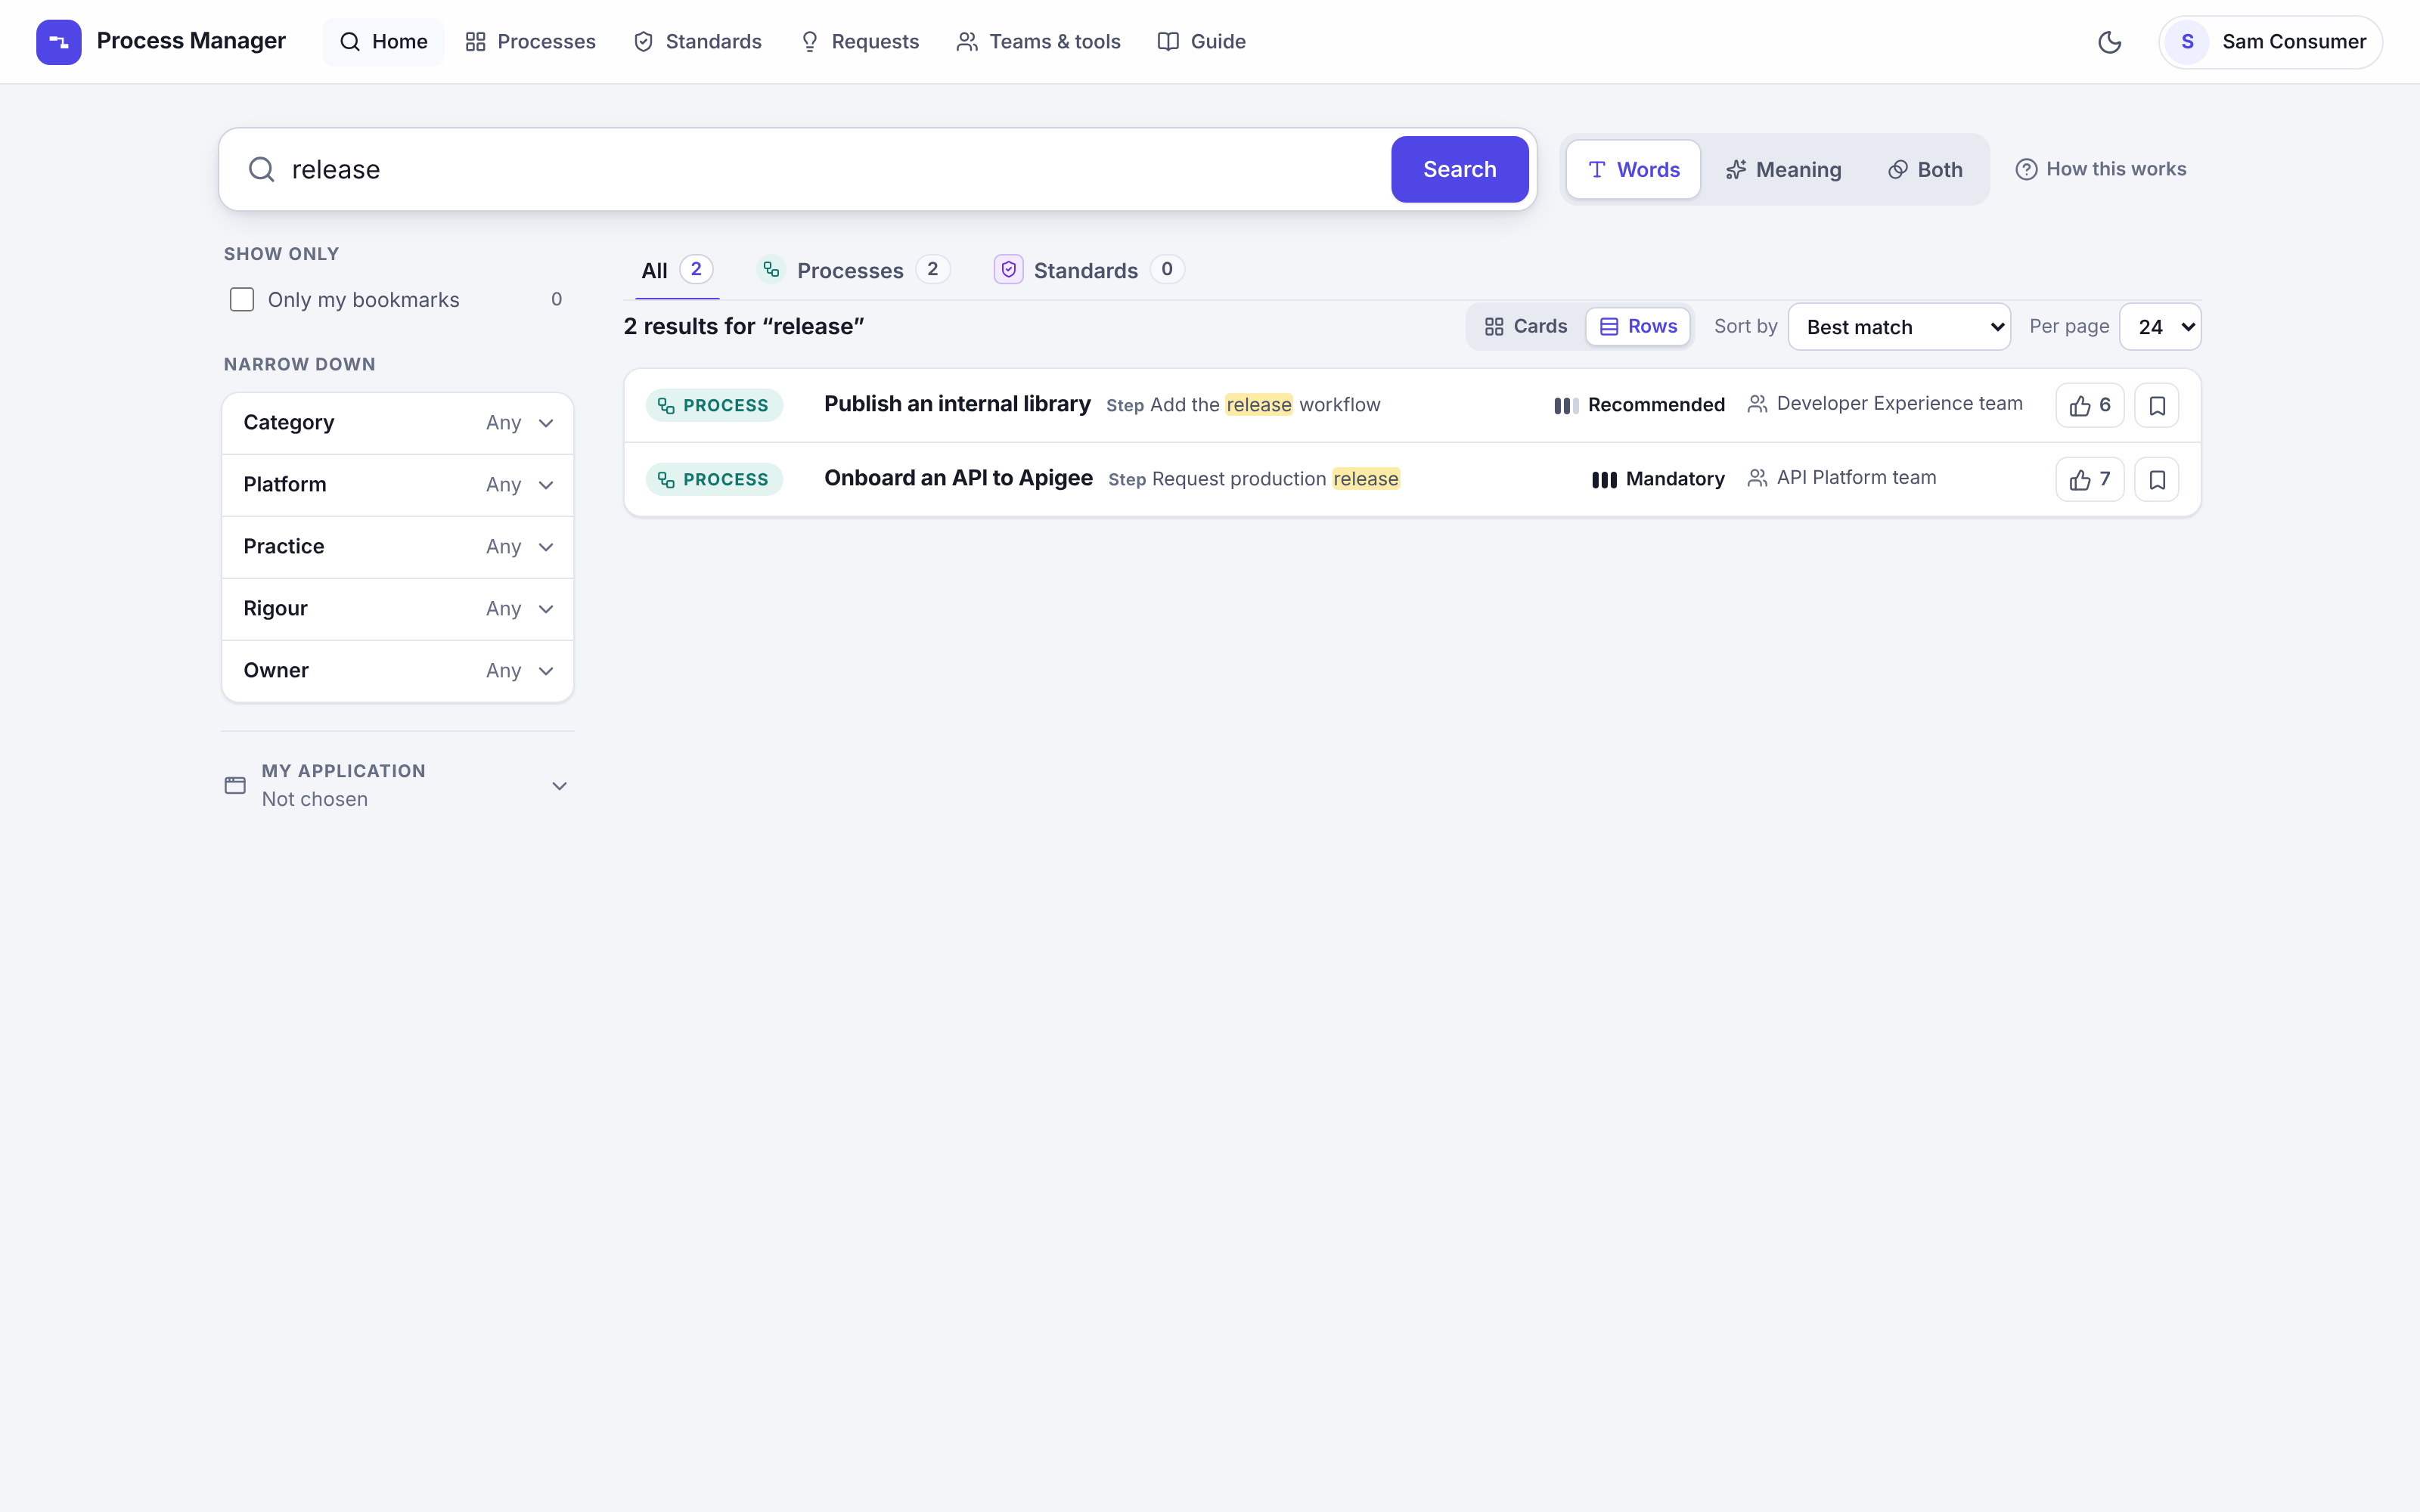 Process Manager Home Processes Standards Requests Teams & tools Guide S Sam Consumer
release Search Words Meaning Both How this works
SHOW ONLY
Only my bookmarks 0
NARROW DOWN
Category Any
Platform Any
Practice Any
Rigour Any
Owner Any
MY APPLICATION
Not chosen
All 2 Processes 2 Standards 0
2 results for “release” Cards Rows Sort by Best match Per page 24
PROCESS Publish an internal library Step Add the release workflow Recommended Developer Experience team 6
PROCESS Onboard an API to Apigee Step Request production release Mandatory API Platform team 7